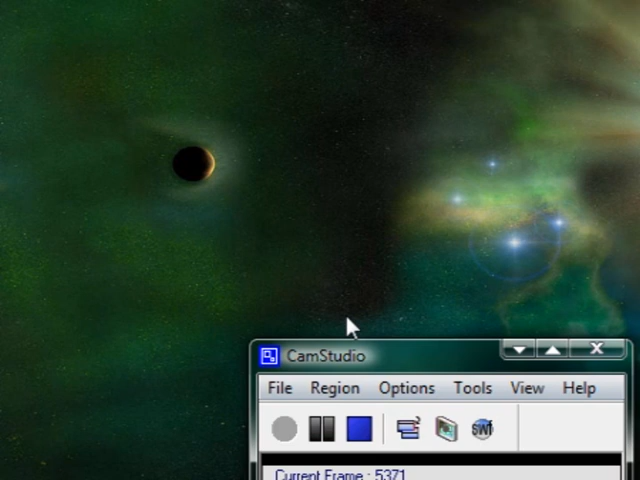 CamStudio
File Region Options Tools View Help
SWf
Current Frame : 5371